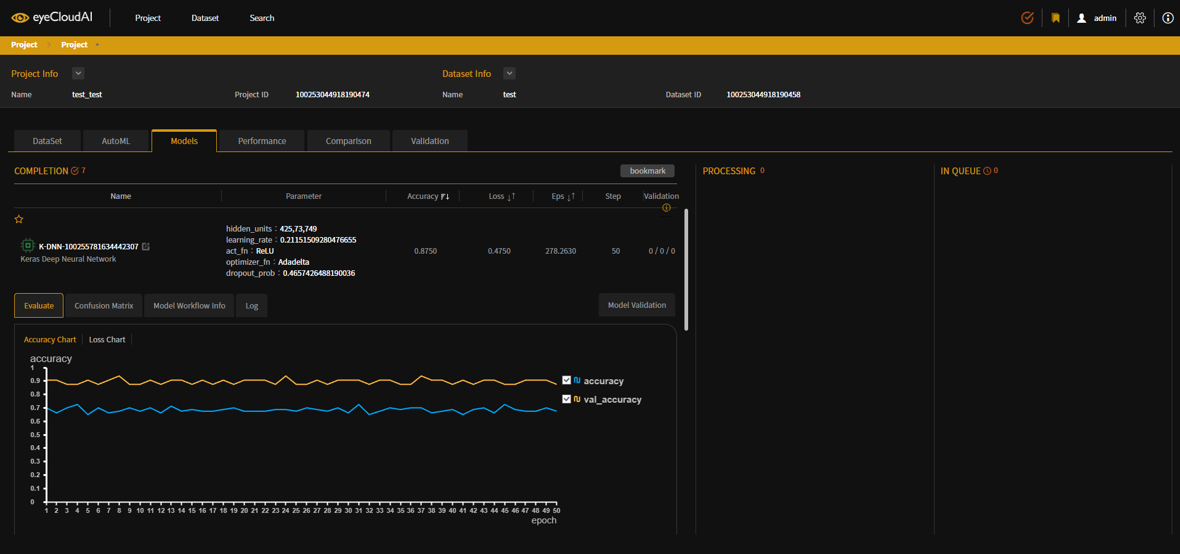 eyeCloudAI
Project Dataset Search admin
Project Project
Project Info Dataset Info
Name test_test Project ID 100253044918190474 Name test Dataset ID 100253044918190458
DataSet AutoML Models Performance Comparison Validation
COMPLETION 7 bookmark PROCESSING 0 IN QUEUE 0
Name Parameter Accuracy Loss Eps Step Validation
hidden_units : 425,73,749
learning_rate : 0.21151509280476655
act_fn : ReLU
optimizer_fn : Adadelta
dropout_prob : 0.4657426488190036
K-DNN-100255781634442307
Keras Deep Neural Network
0.8750 0.4750 278.2630 50 0 / 0 / 0
Evaluate Confusion Matrix Model Workflow Info Log Model Validation
Accuracy Chart Loss Chart
accuracy
1
0.9
0.8
0.7
0.6
0.5
0.4
0.3
0.2
0.1
0
1 2 3 4 5 6 7 8 9 10 11 12 13 14 15 16 17 18 19 20 21 22 23 24 25 26 27 28 29 30 31 32 33 34 35 36 37 38 39 40 41 42 43 44 45 46 47 48 49 50
epoch
accuracy
val_accuracy